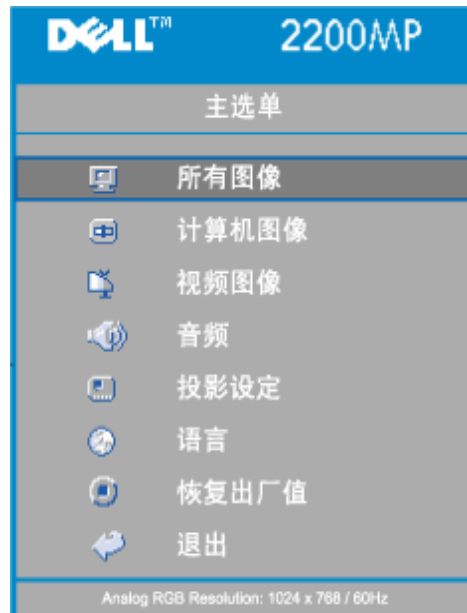 DELL™ 2200MP
主选单
所有图像
计算机图像
视频图像
音频
投影设定
语言
恢复出厂值
退出
Analog RGB Resolution: 1024 x 768 / 60Hz